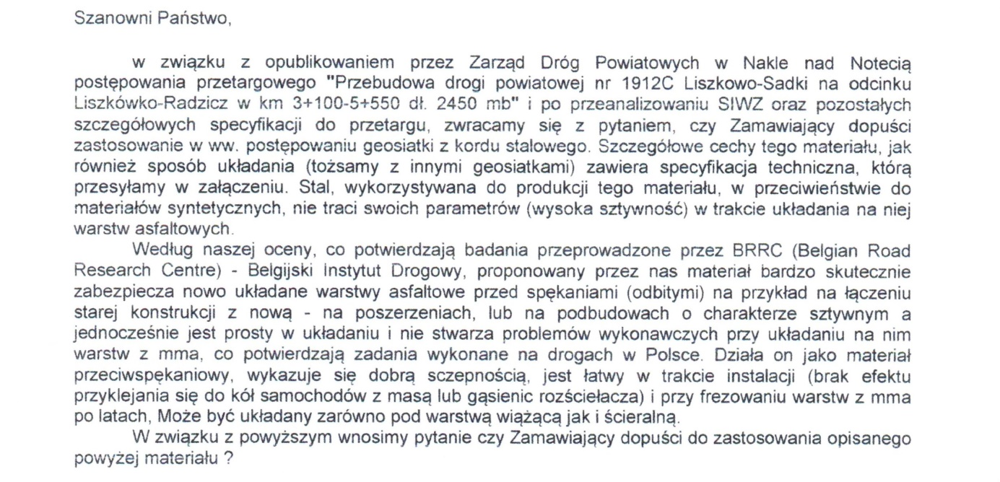 Szanowni Państwo,
w związku z opublikowaniem przez Zarząd Dróg Powiatowych w Nakle nad Notecią
postępowania przetargowego "Przebudowa drogi powiatowej nr 1912C Liszkowo-Sadki na odcinku
Liszkówko-Radzicz w km 3+100-5+550 dł. 2450 mb" i po przeanalizowaniu SIWZ oraz pozostałych
szczegółowych specyfikacji do przetargu, zwracamy się z pytaniem, czy Zamawiający dopuści
zastosowanie w ww. postępowaniu geosiatki z kordu stalowego. Szczegółowe cechy tego materiału, jak
również sposób układania (tożsamy z innymi geosiatkami) zawiera specyfikacja techniczna, którą
przesyłamy w załączeniu. Stal, wykorzystywana do produkcji tego materiału, w przeciwieństwie do
materiałów syntetycznych, nie traci swoich parametrów (wysoka sztywność) w trakcie układania na niej
warstw asfaltowych.
Według naszej oceny, co potwierdzają badania przeprowadzone przez BRRC (Belgian Road
Research Centre) - Belgijski Instytut Drogowy, proponowany przez nas materiał bardzo skutecznie
zabezpiecza nowo układane warstwy asfaltowe przed spękaniami (odbitymi) na przykład na łączeniu
starej konstrukcji z nową - na poszerzeniach, lub na podbudowach o charakterze sztywnym a
jednocześnie jest prosty w układaniu i nie stwarza problemów wykonawczych przy układaniu na nim
warstw z mma, co potwierdzają zadania wykonane na drogach w Polsce. Działa on jako materiał
przeciwspękaniowy, wykazuje się dobrą sczepnością, jest łatwy w trakcie instalacji (brak efektu
przyklejania się do kół samochodów z masą lub gąsienic rozściełacza) i przy frezowaniu warstw z mma
po latach, Może być układany zarówno pod warstwą wiążącą jak i ścieralną.
W związku z powyższym wnosimy pytanie czy Zamawiający dopuści do zastosowania opisanego
powyżej materiału ?